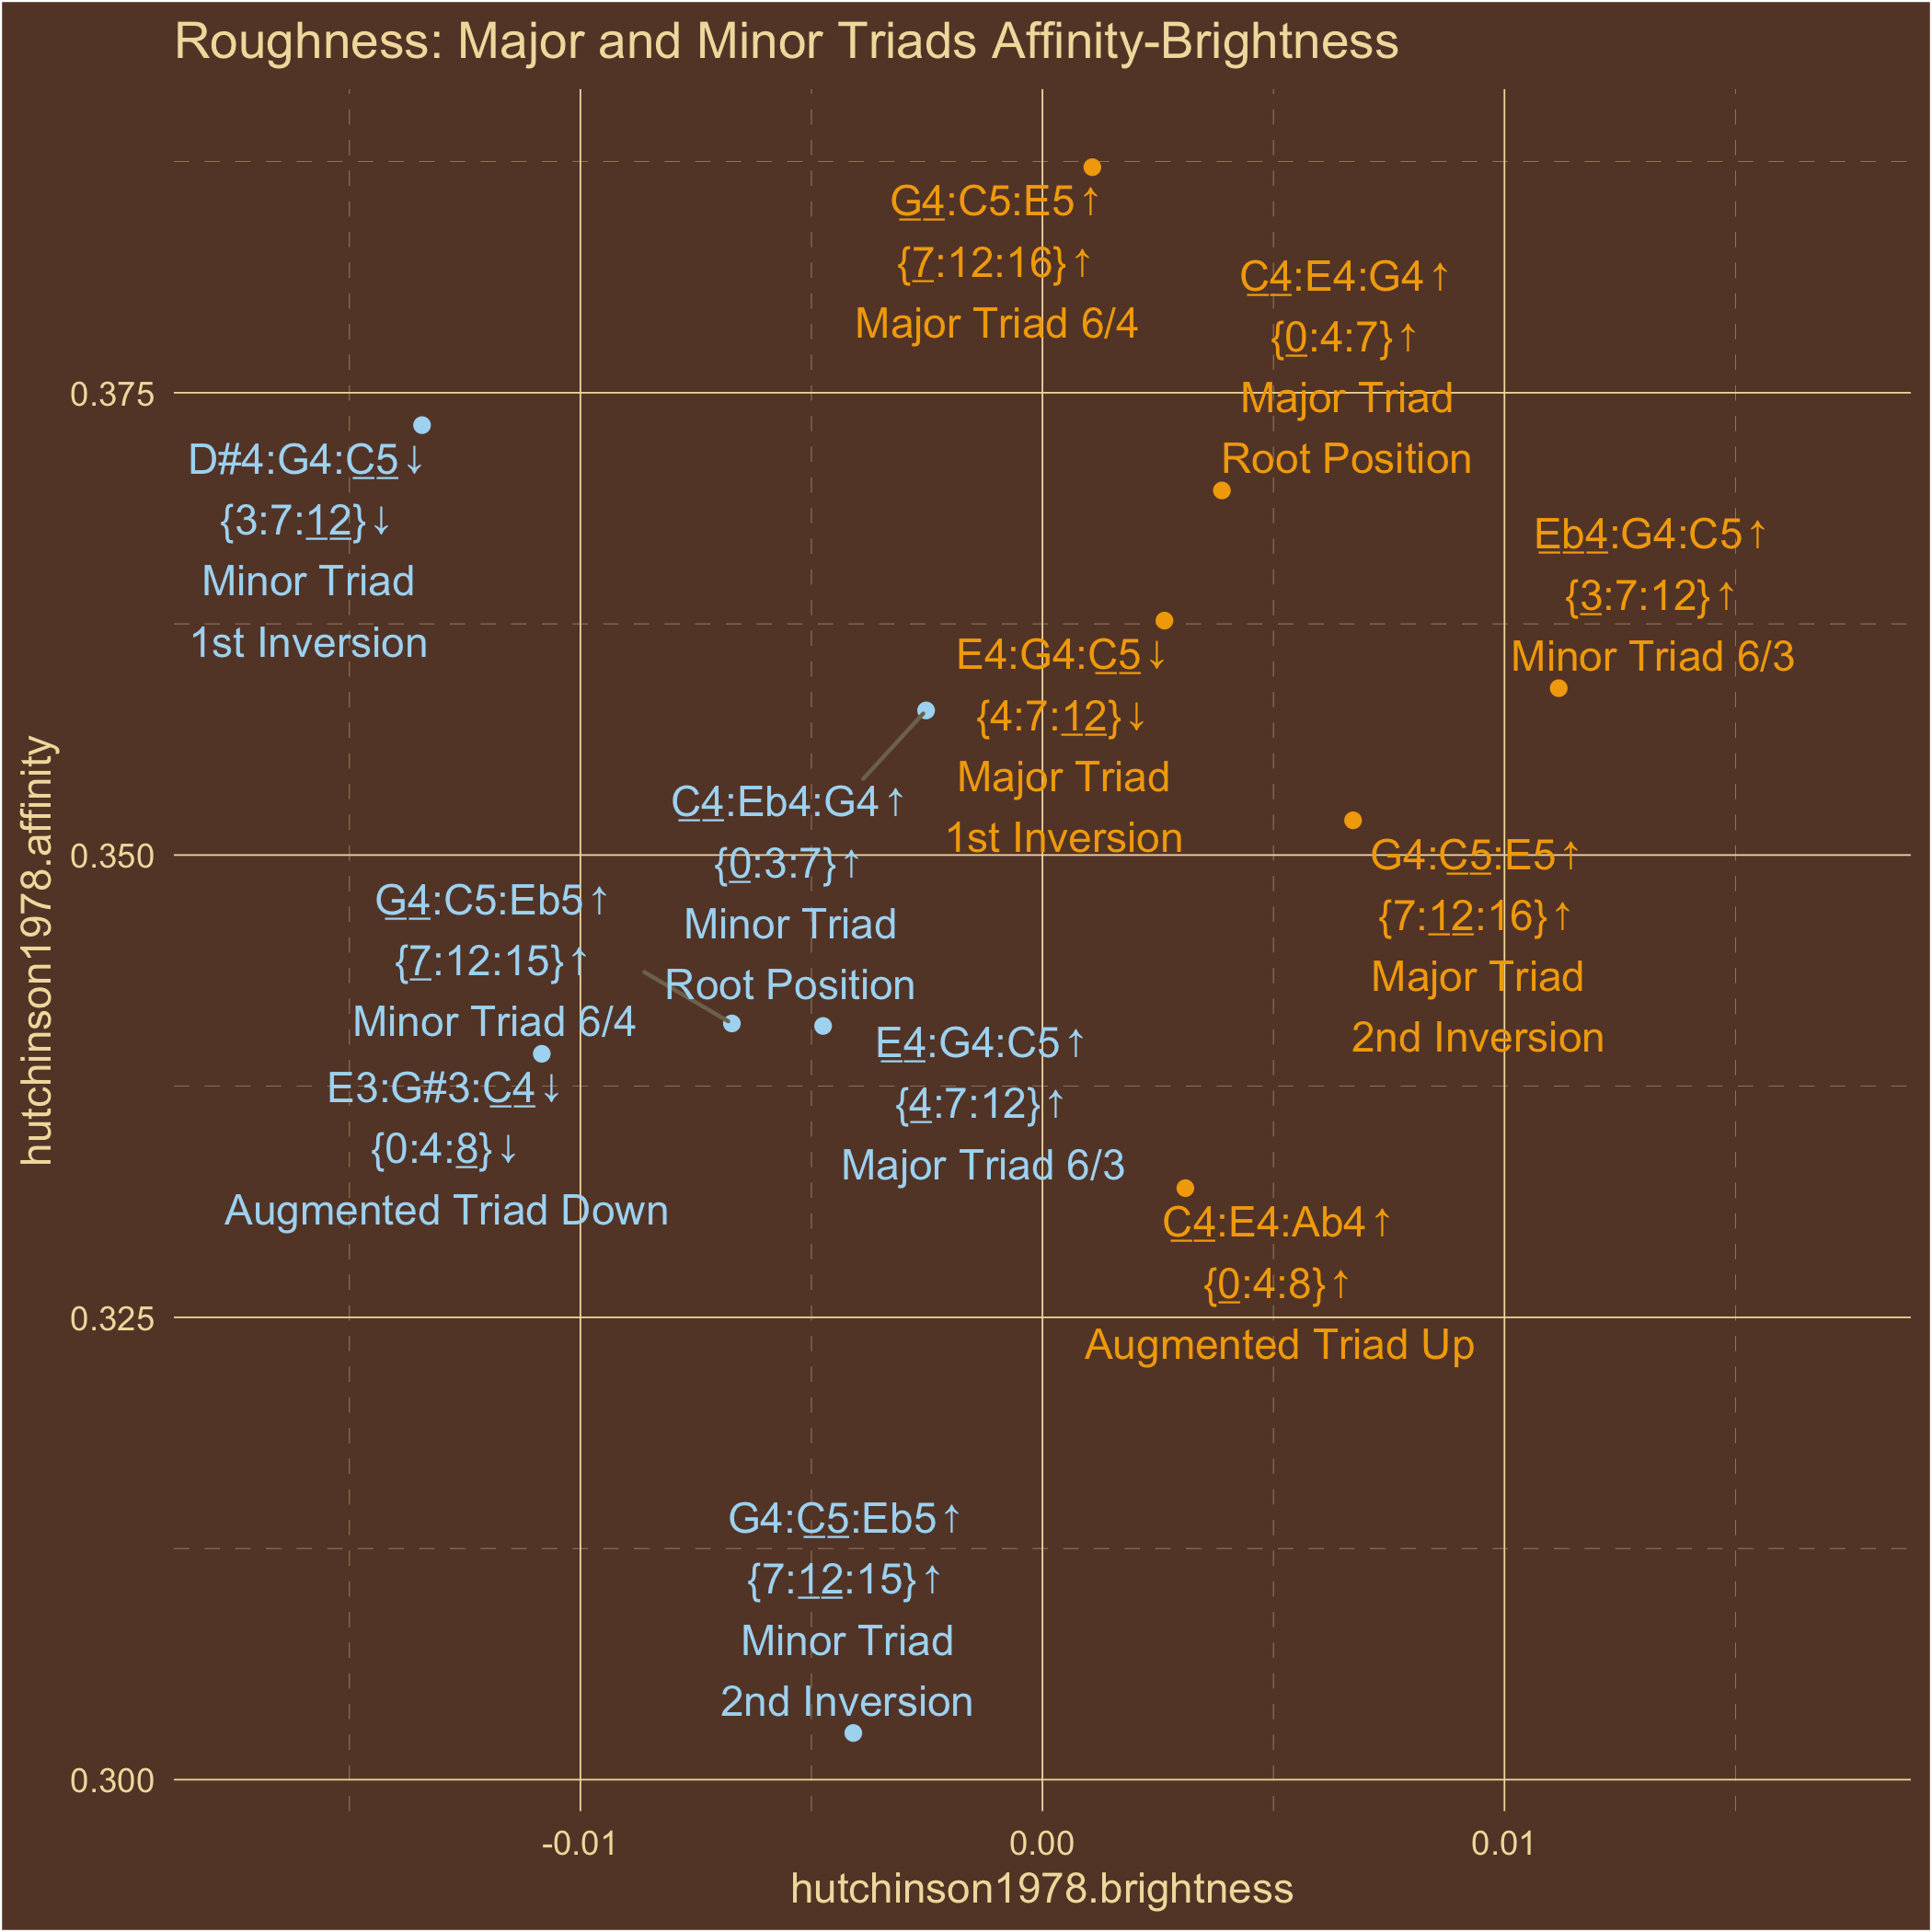 Roughness: Major and Minor Triads Affinity-Brightness
G4:C5:E5↑
{7:12:16}↑
Major Triad 6/4
C4:E4:G4↑
{0:4:7}↑
Major Triad
Root Position
0.375
D#4:G4:C5↓
{3:7:12}↓
Minor Triad
1st Inversion
Eb4:G4:C5↑
{3:7:12}↑
Minor Triad 6/3
E4:G4:C5↓
{4:7:12}↓
Major Triad
1st Inversion
C4:Eb4:G4↑
{0:3:7}↑
Minor Triad
Root Position
0.350
G4:C5:E5↑
{7:12:16}↑
Major Triad
2nd Inversion
G4:C5:Eb5↑
{7:12:15}↑
Minor Triad 6/4
E3:G#3:C4↓
{0:4:8}↓
Augmented Triad Down
E4:G4:C5↑
{4:7:12}↑
Major Triad 6/3
C4:E4:Ab4↑
{0:4:8}↑
Augmented Triad Up
0.325
G4:C5:Eb5↑
{7:12:15}↑
Minor Triad
2nd Inversion
0.300
hutchinson1978.affinity
-0.01
0.00
0.01
hutchinson1978.brightness